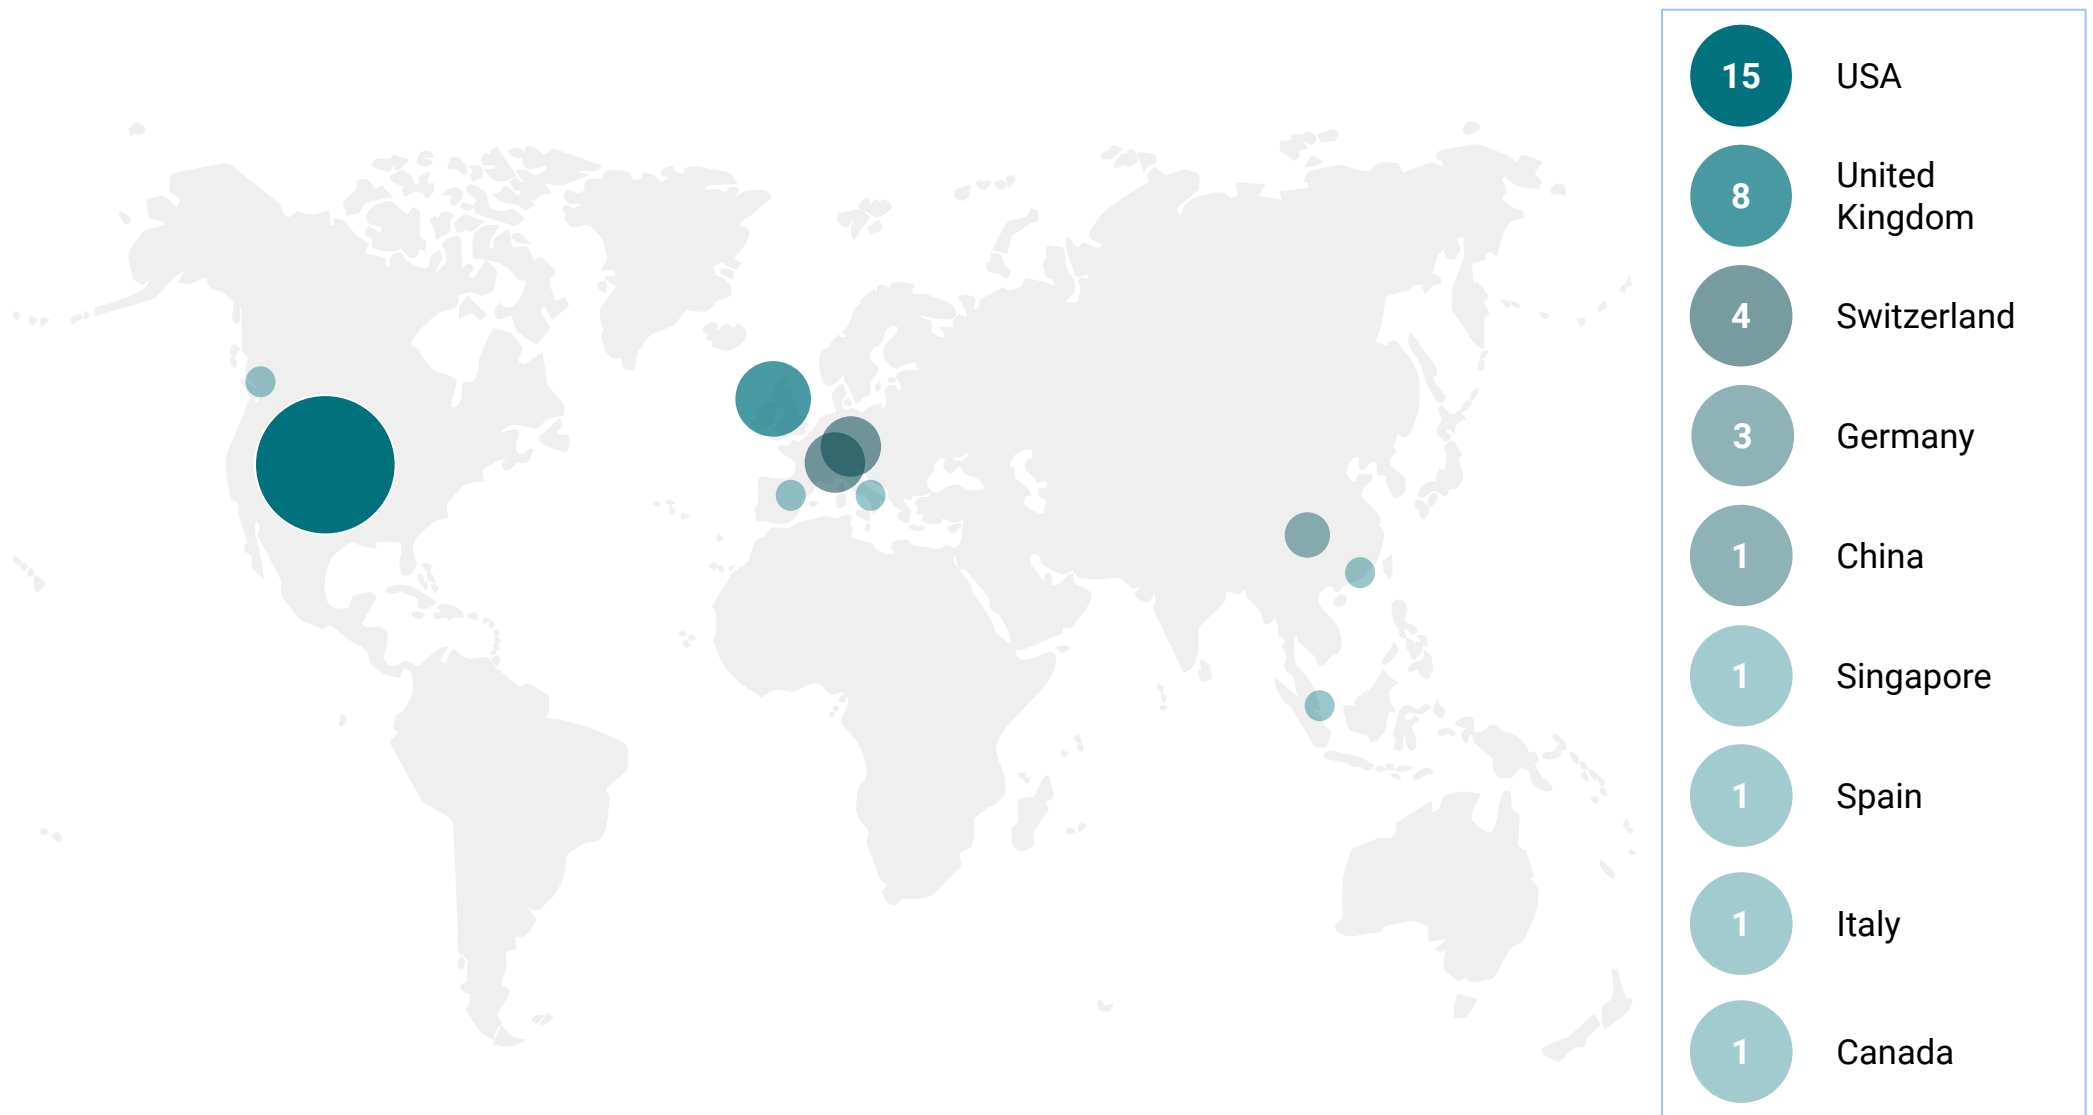 15 USA
8 United
Kingdom
4 Switzerland
3 Germany
1 China
1 Singapore
1 Spain
1 Italy
1 Canada